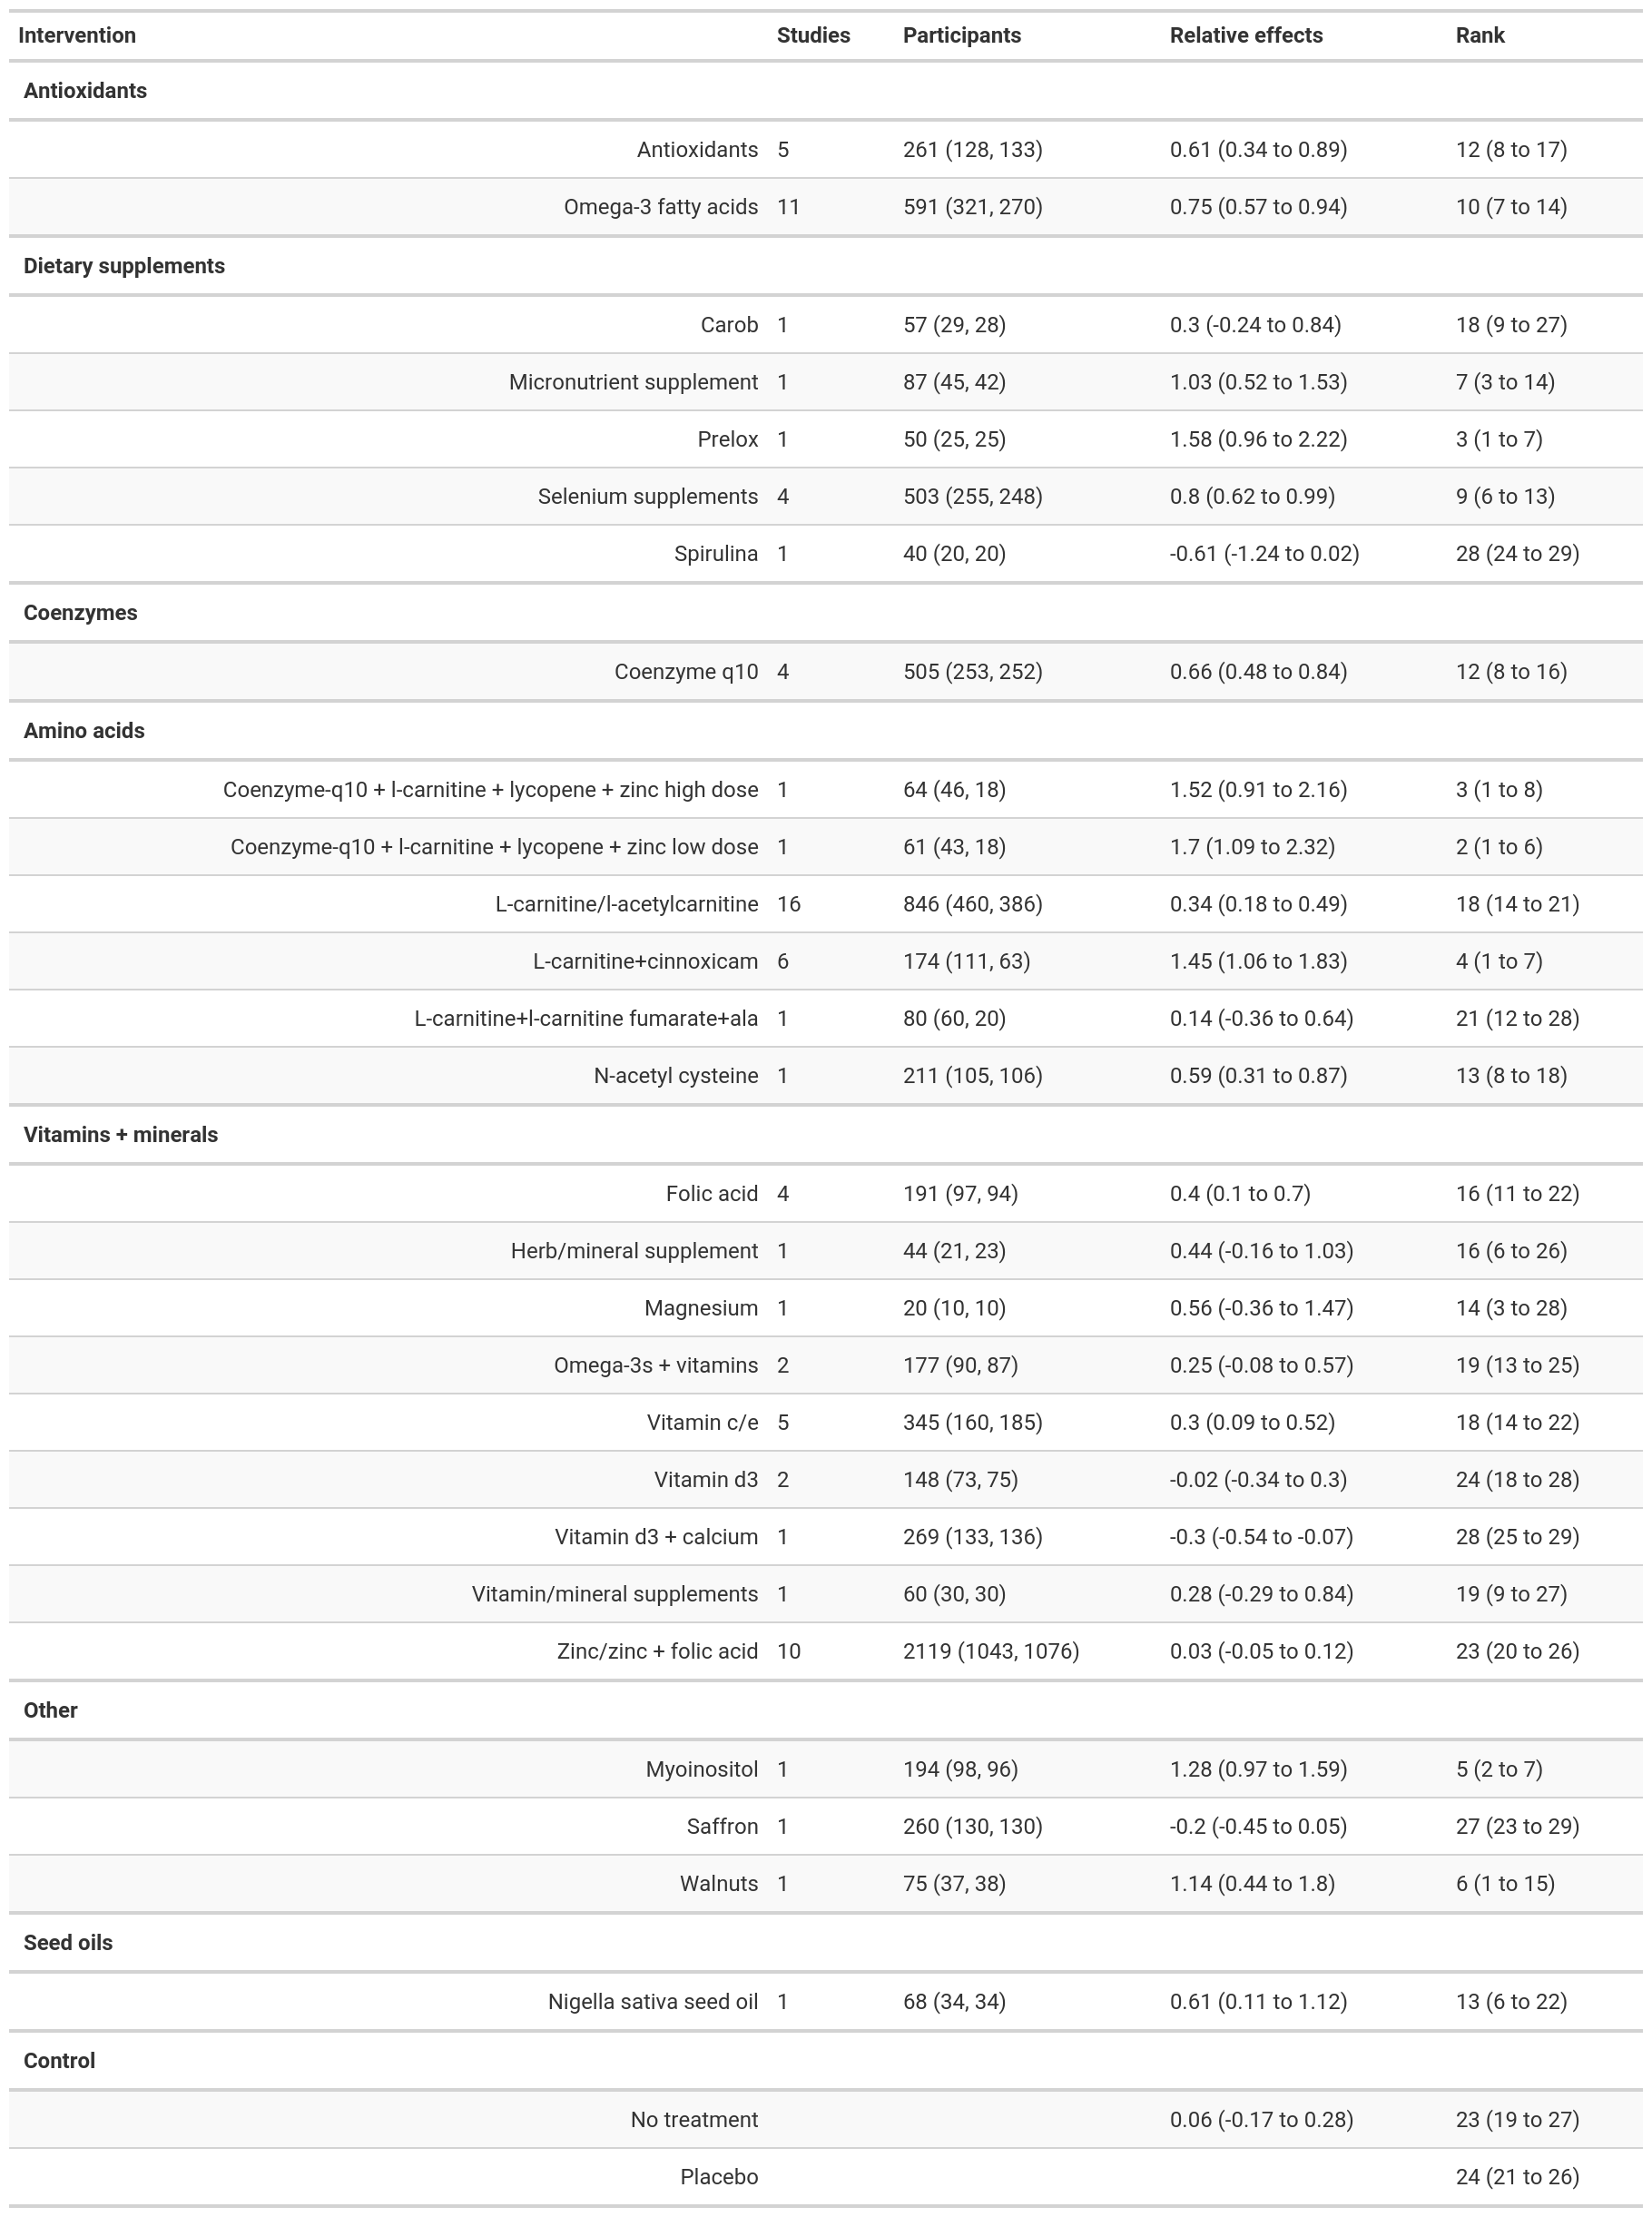 Intervention Studies Participants Relative effects Rank
Antioxidants
Antioxidants 5 261 (128, 133) 0.61 (0.34 to 0.89) 12 (8 to 17)
Omega-3 fatty acids 11 591 (321, 270) 0.75 (0.57 to 0.94) 10 (7 to 14)
Dietary supplements
Carob 1 57 (29, 28) 0.3 (-0.24 to 0.84) 18 (9 to 27)
Micronutrient supplement 1 87 (45, 42) 1.03 (0.52 to 1.53) 7 (3 to 14)
Prelox 1 50 (25, 25) 1.58 (0.96 to 2.22) 3 (1 to 7)
Selenium supplements 4 503 (255, 248) 0.8 (0.62 to 0.99) 9 (6 to 13)
Spirulina 1 40 (20, 20) -0.61 (-1.24 to 0.02) 28 (24 to 29)
Coenzymes
Coenzyme q10 4 505 (253, 252) 0.66 (0.48 to 0.84) 12 (8 to 16)
Amino acids
Coenzyme-q10 + l-carnitine + lycopene + zinc high dose 1 64 (46, 18) 1.52 (0.91 to 2.16) 3 (1 to 8)
Coenzyme-q10 + l-carnitine + lycopene + zinc low dose 1 61 (43, 18) 1.7 (1.09 to 2.32) 2 (1 to 6)
L-carnitine/l-acetylcarnitine 16 846 (460, 386) 0.34 (0.18 to 0.49) 18 (14 to 21)
L-carnitine+cinnoxicam 6 174 (111, 63) 1.45 (1.06 to 1.83) 4 (1 to 7)
L-carnitine+l-carnitine fumarate+ala 1 80 (60, 20) 0.14 (-0.36 to 0.64) 21 (12 to 28)
N-acetyl cysteine 1 211 (105, 106) 0.59 (0.31 to 0.87) 13 (8 to 18)
Vitamins + minerals
Folic acid 4 191 (97, 94) 0.4 (0.1 to 0.7) 16 (11 to 22)
Herb/mineral supplement 1 44 (21, 23) 0.44 (-0.16 to 1.03) 16 (6 to 26)
Magnesium 1 20 (10, 10) 0.56 (-0.36 to 1.47) 14 (3 to 28)
Omega-3s + vitamins 2 177 (90, 87) 0.25 (-0.08 to 0.57) 19 (13 to 25)
Vitamin c/e 5 345 (160, 185) 0.3 (0.09 to 0.52) 18 (14 to 22)
Vitamin d3 2 148 (73, 75) -0.02 (-0.34 to 0.3) 24 (18 to 28)
Vitamin d3 + calcium 1 269 (133, 136) -0.3 (-0.54 to -0.07) 28 (25 to 29)
Vitamin/mineral supplements 1 60 (30, 30) 0.28 (-0.29 to 0.84) 19 (9 to 27)
Zinc/zinc + folic acid 10 2119 (1043, 1076) 0.03 (-0.05 to 0.12) 23 (20 to 26)
Other
Myoinositol 1 194 (98, 96) 1.28 (0.97 to 1.59) 5 (2 to 7)
Saffron 1 260 (130, 130) -0.2 (-0.45 to 0.05) 27 (23 to 29)
Walnuts 1 75 (37, 38) 1.14 (0.44 to 1.8) 6 (1 to 15)
Seed oils
Nigella sativa seed oil 1 68 (34, 34) 0.61 (0.11 to 1.12) 13 (6 to 22)
Control
No treatment 0.06 (-0.17 to 0.28) 23 (19 to 27)
Placebo 24 (21 to 26)